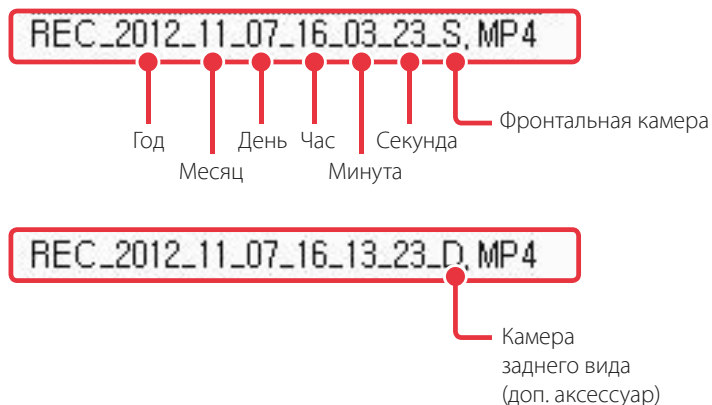 REC_2012_11_07_16_03_23_S, MP4
Фронтальная камера
Год
День
Час
Секунда
Месяц
Минута
REC_2012_11_07_16_13_23_D, MP4
Камера
заднего вида
(доп. аксессуар)